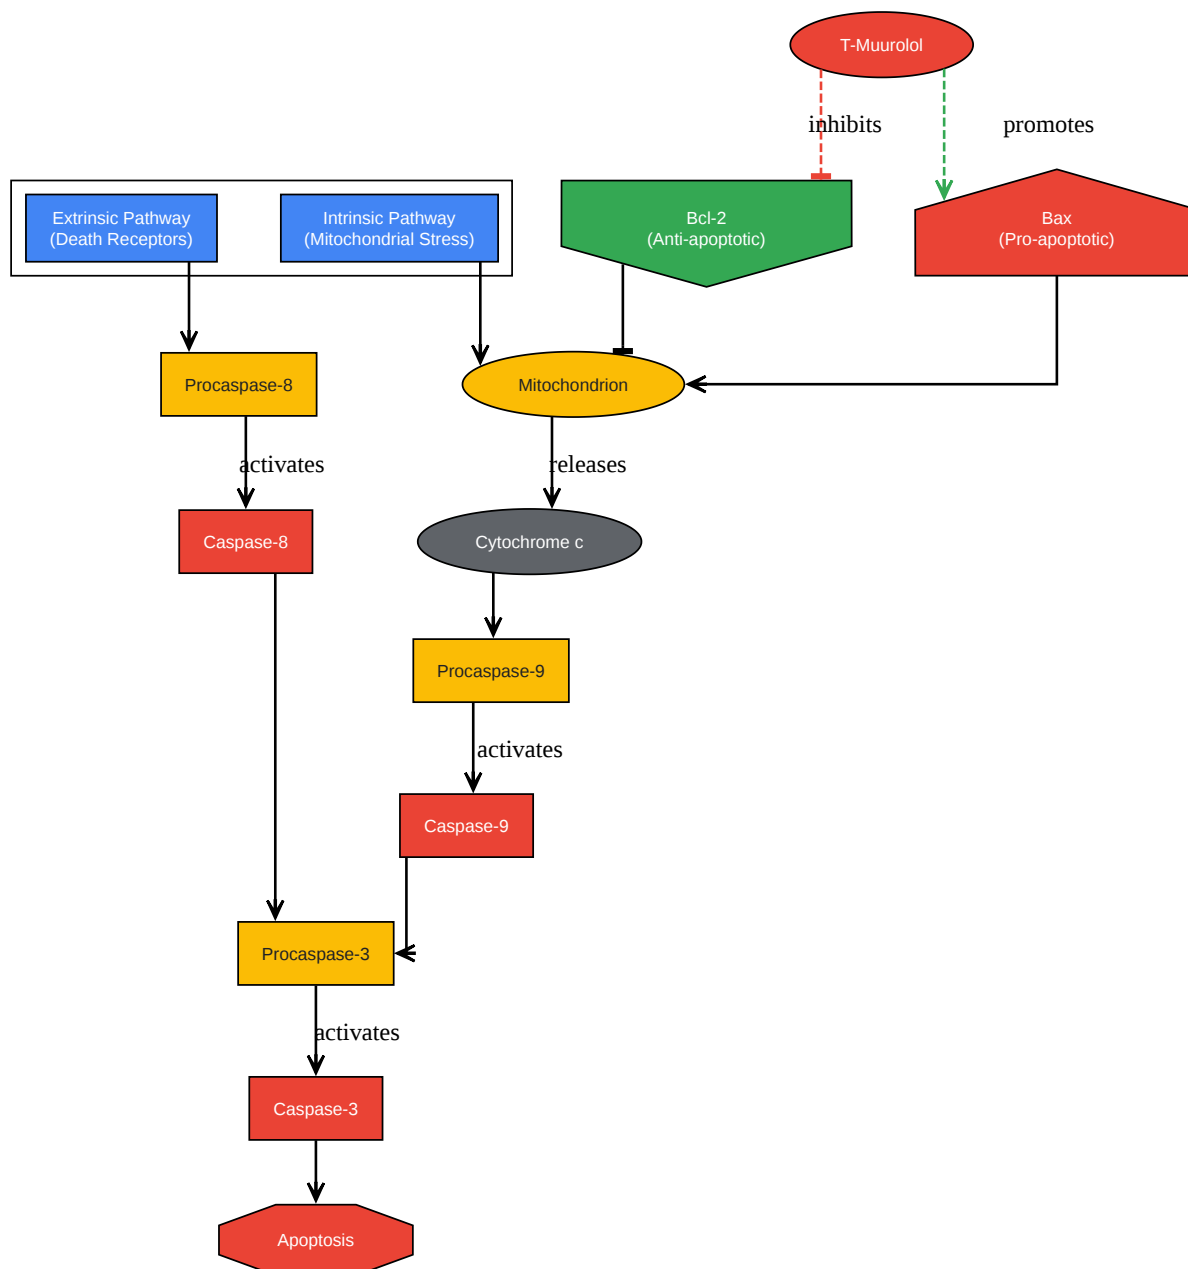 T-Muurolol
inhibits
promotes
Extrinsic Pathway
(Death Receptors)
Intrinsic Pathway
(Mitochondrial Stress)
Bcl-2
(Anti-apoptotic)
Bax
(Pro-apoptotic)
Procaspase-8
Mitochondrion
activates
releases
Caspase-8
Cytochrome c
Procaspase-9
activates
Caspase-9
Procaspase-3
activates
Caspase-3
Apoptosis